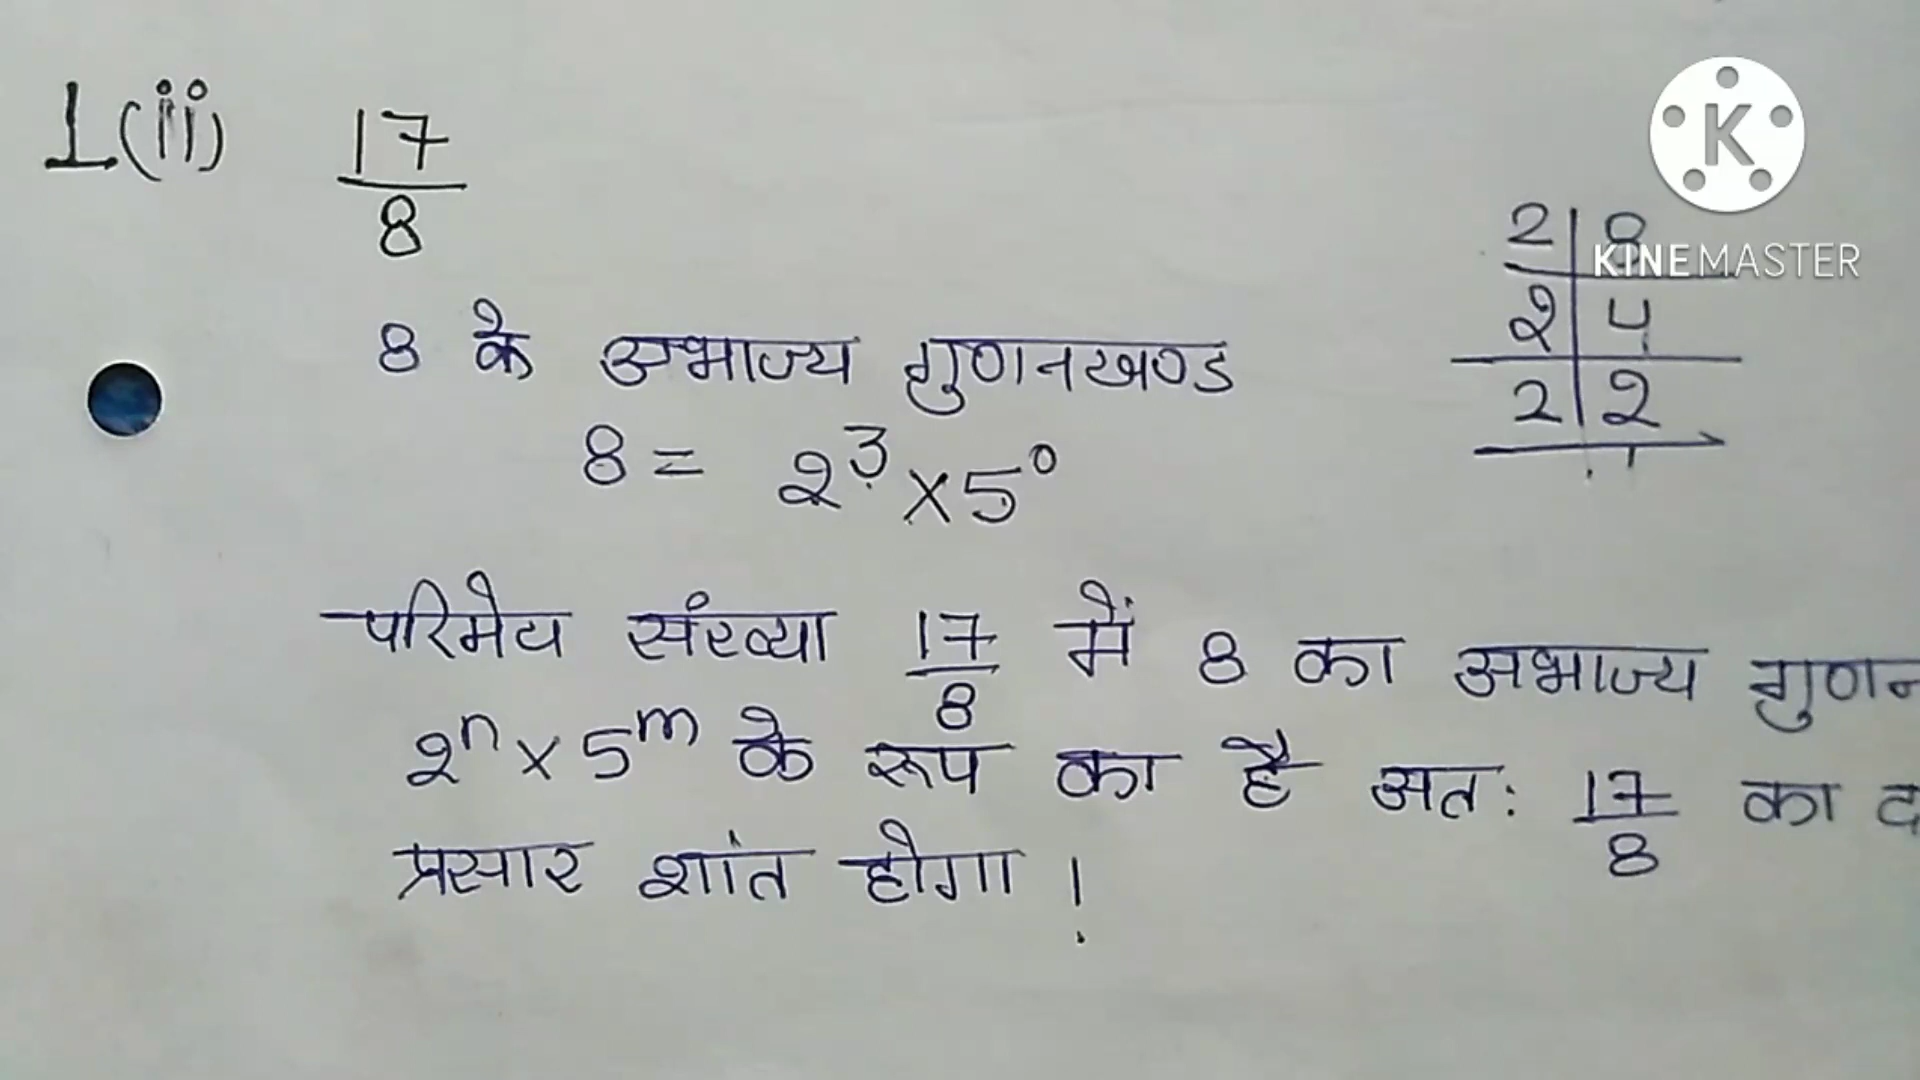 1(ii) 17/8
2 | 8
2 | 4
2 | 2
1
K
KINEMASTER
8 के अभाज्य गुणनखण्ड
8 = 2³ × 5⁰
परिमेय संख्या 17/8 में 8 का अभाज्य गुणन
2ⁿ × 5ᵐ के रूप का है अतः 17/8 का द
प्रसार शांत होगा !